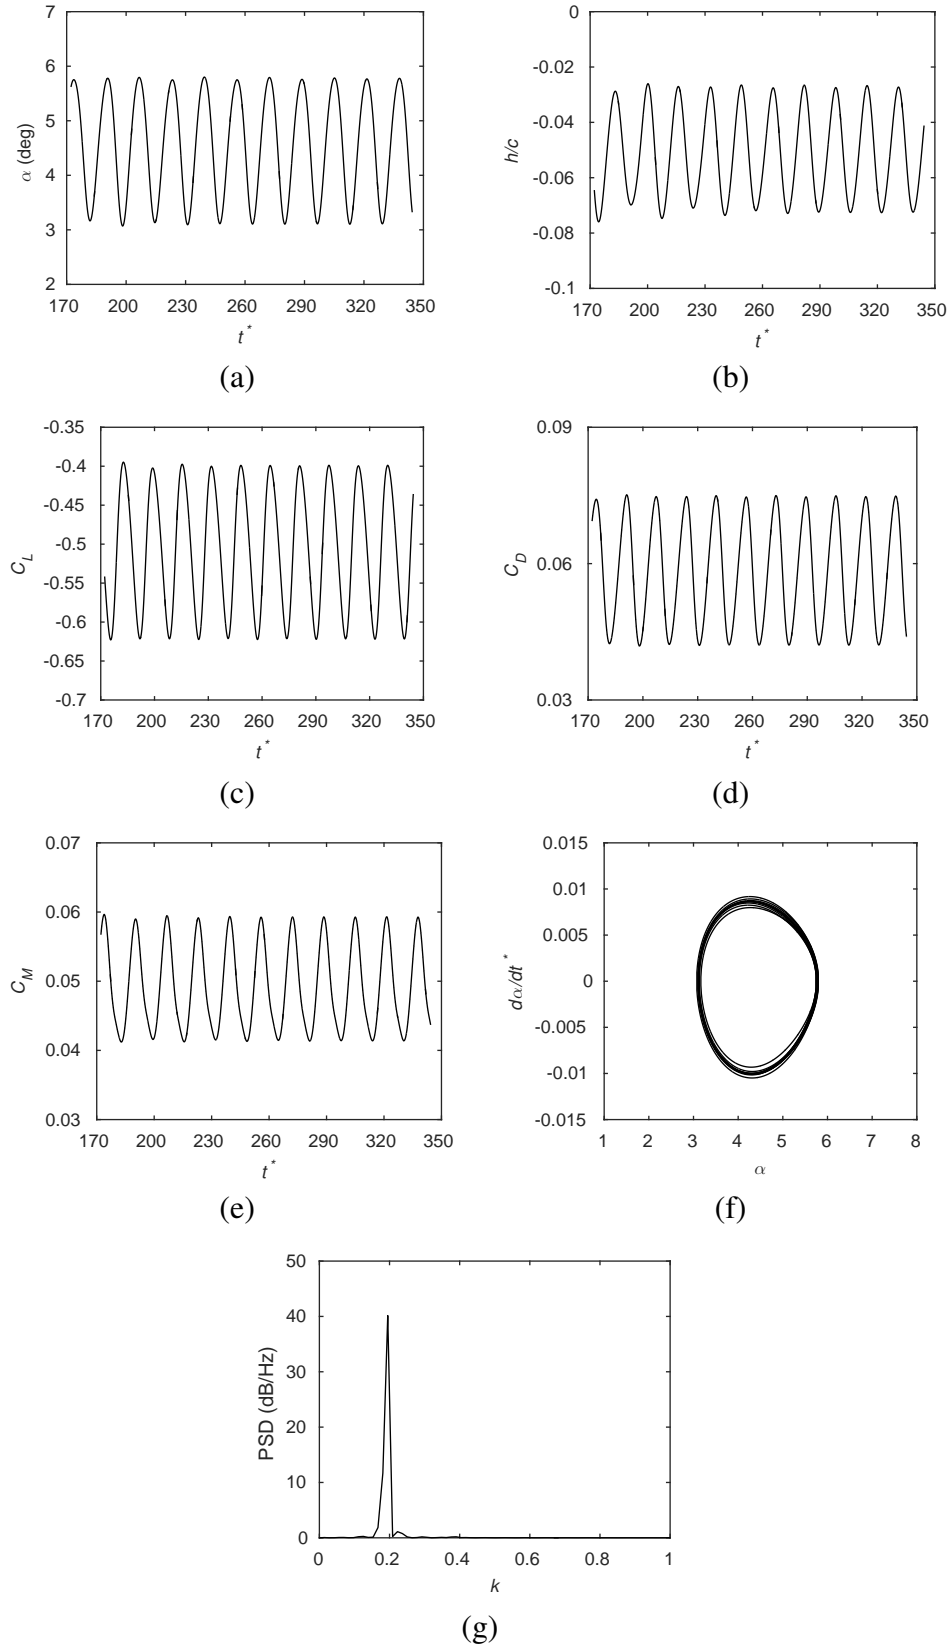 7
6
5
4
3
2
α (deg)
170 200 230 260 290 320 350
t*
(a)
0
-0.02
-0.04
-0.06
-0.08
-0.1
h/c
170 200 230 260 290 320 350
t*
(b)
-0.35
-0.4
-0.45
-0.5
-0.55
-0.6
-0.65
-0.7
C_L
170 200 230 260 290 320 350
t*
(c)
0.09
0.06
0.03
C_D
170 200 230 260 290 320 350
t*
(d)
0.07
0.06
0.05
0.04
0.03
C_M
170 200 230 260 290 320 350
t*
(e)
0.015
0.01
0.005
0
-0.005
-0.01
-0.015
dα/dt*
1 2 3 4 5 6 7 8
α
(f)
50
40
30
20
10
0
PSD (dB/Hz)
0 0.2 0.4 0.6 0.8 1
k
(g)